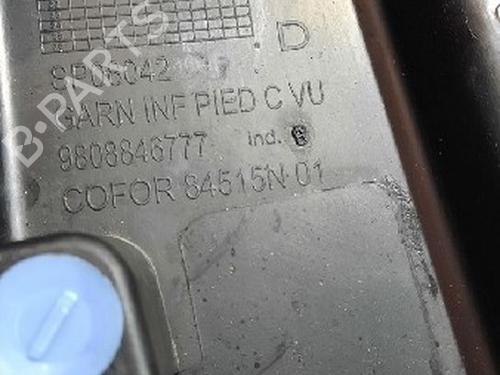 D
GARN INF PIED C VU
9808846777 ind.
COFOR 84515N 01
B-PARTS